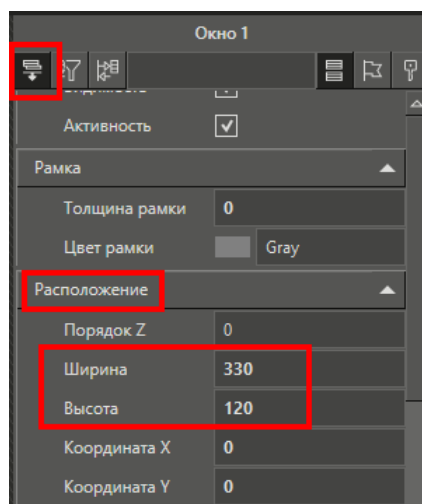 Окно 1
Активность
Рамка
Толщина рамки 0
Цвет рамки Gray
Расположение
Порядок Z 0
Ширина 330
Высота 120
Координата X 0
Координата Y 0